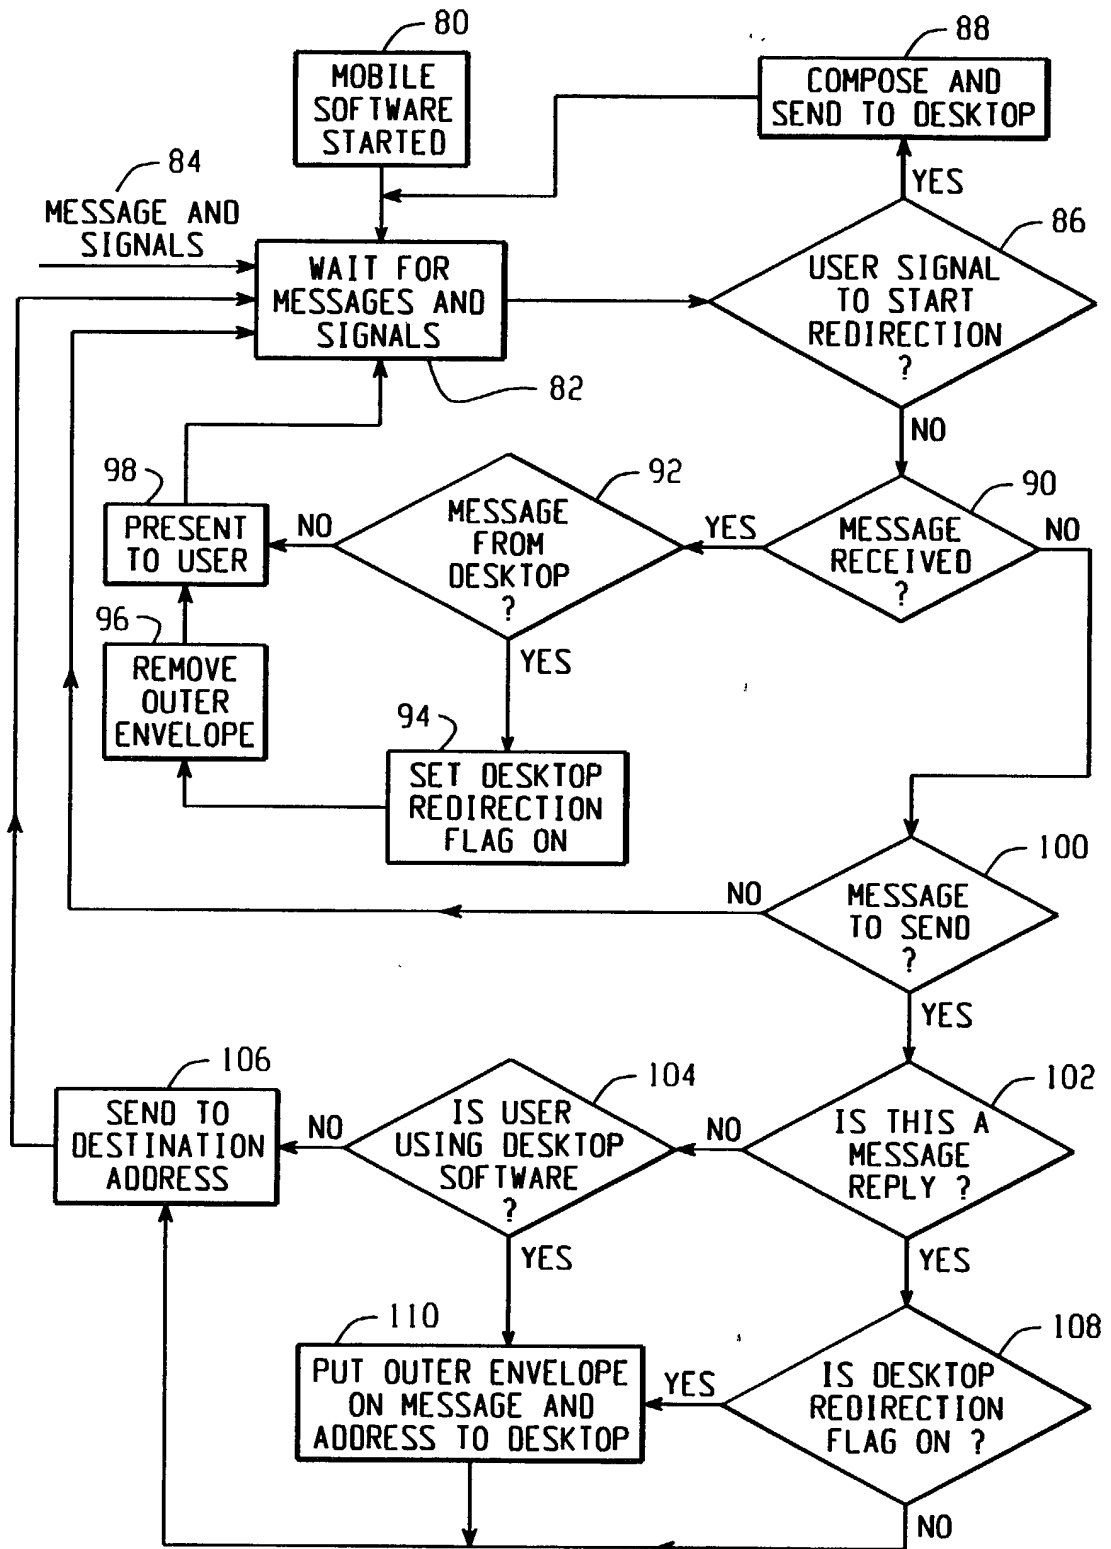 80
MOBILE
SOFTWARE
STARTED
88
COMPOSE AND
SEND TO DESKTOP
84
MESSAGE AND
SIGNALS
YES
86
WAIT FOR
MESSAGES AND
SIGNALS
82
USER SIGNAL
TO START
REDIRECTION
?
NO
98
PRESENT
TO USER
NO
92
MESSAGE
FROM
DESKTOP
?
YES
90
MESSAGE
RECEIVED
?
NO
96
REMOVE
OUTER
ENVELOPE
YES
94
SET DESKTOP
REDIRECTION
FLAG ON
100
MESSAGE
TO SEND
?
NO
YES
106
SEND TO
DESTINATION
ADDRESS
NO
104
IS USER
USING DESKTOP
SOFTWARE
?
NO
102
IS THIS A
MESSAGE
REPLY ?
YES
YES
110
PUT OUTER ENVELOPE
ON MESSAGE AND
ADDRESS TO DESKTOP
YES
108
IS DESKTOP
REDIRECTION
FLAG ON ?
NO